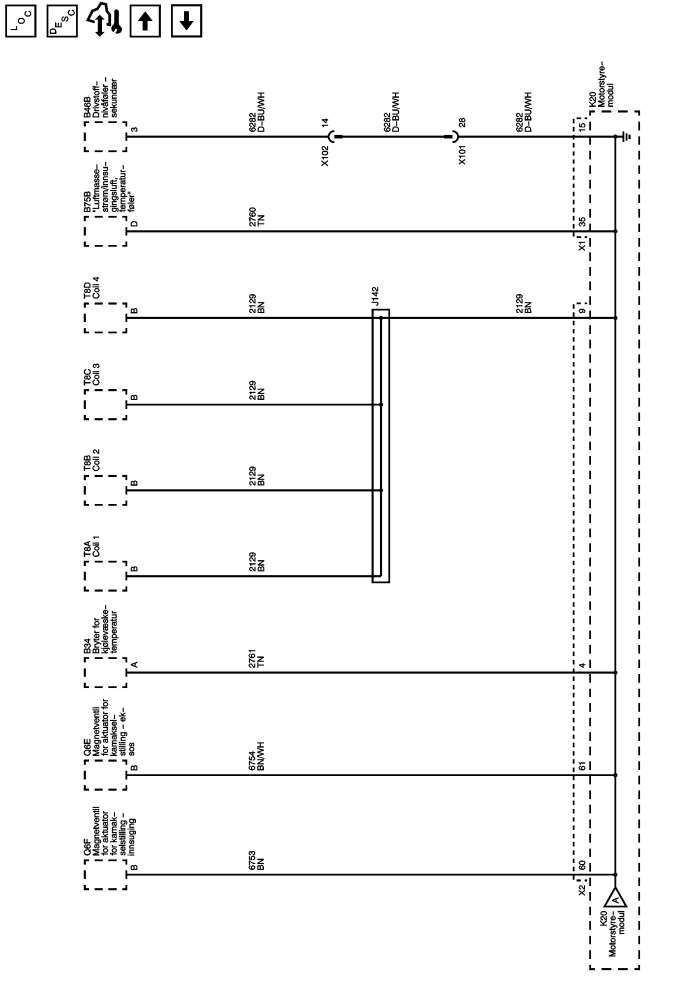 LOC
DESC
B46B
Drivstoff–
nivåføler –
sekundær
3
6282
D–BU/WH
14
X102
6282
D–BU/WH
28
X101
6282
D–BU/WH
15
K20
Motorstyre–
modul
B75B
"Luftmasse–
strøm/innsu–
gingsluft,
temperatur–
føler"
D
2760
TN
35
X1
T8D
Coil 4
B
2129
BN
J142
2129
BN
9
T8C
Coil 3
B
2129
BN
T8B
Coil 2
B
2129
BN
T8A
Coil 1
B
2129
BN
B34
Bryter for
kjølevæske–
temperatur
A
2761
TN
4
Q6E
Magnetventil
for aktuator for
kamaksel–
stilling – ek–
sos
B
6754
BN/WH
61
Q6F
Magnetventil
for aktuator
for kamak–
selstilling –
innsuging
B
6753
BN
60
X2
A
K20
Motorstyre–
modul